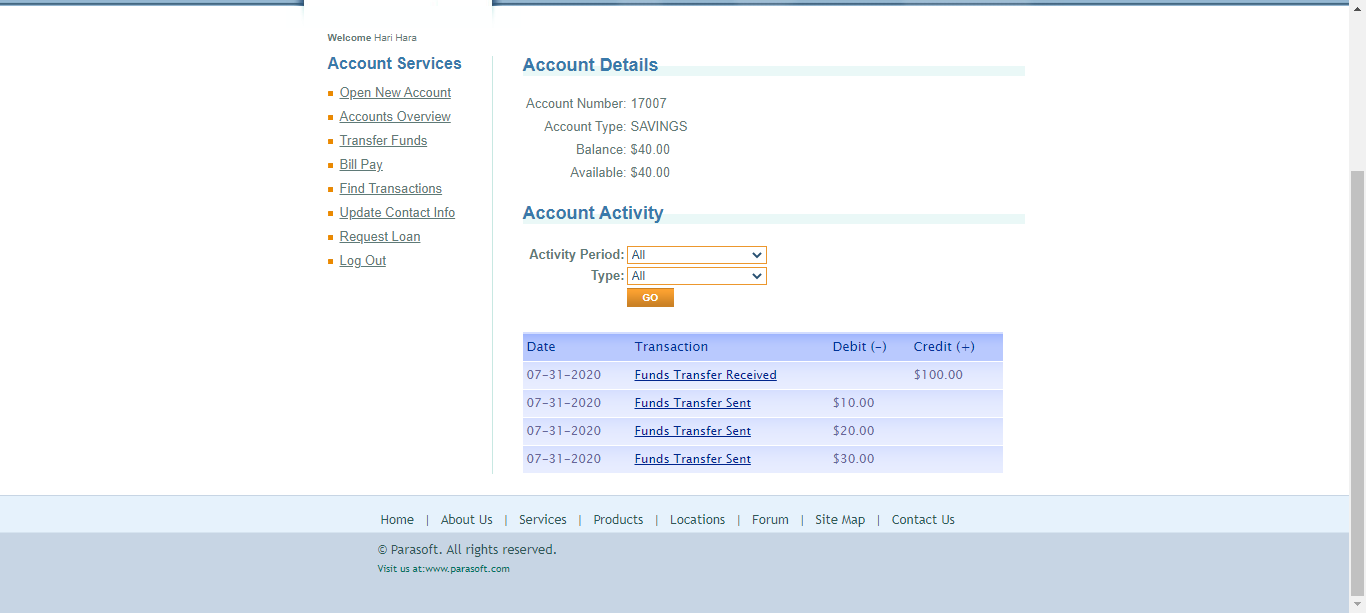 Welcome Hari Hara
Account Services
Open New Account
Accounts Overview
Transfer Funds
Bill Pay
Find Transactions
Update Contact Info
Request Loan
Log Out
Account Details
Account Number: 17007
Account Type: SAVINGS
Balance: $40.00
Available: $40.00
Account Activity
Activity Period: All
Type: All
GO
Date Transaction Debit (-) Credit (+)
07-31-2020 Funds Transfer Received $100.00
07-31-2020 Funds Transfer Sent $10.00
07-31-2020 Funds Transfer Sent $20.00
07-31-2020 Funds Transfer Sent $30.00
Home | About Us | Services | Products | Locations | Forum | Site Map | Contact Us
© Parasoft. All rights reserved.
Visit us at:www.parasoft.com